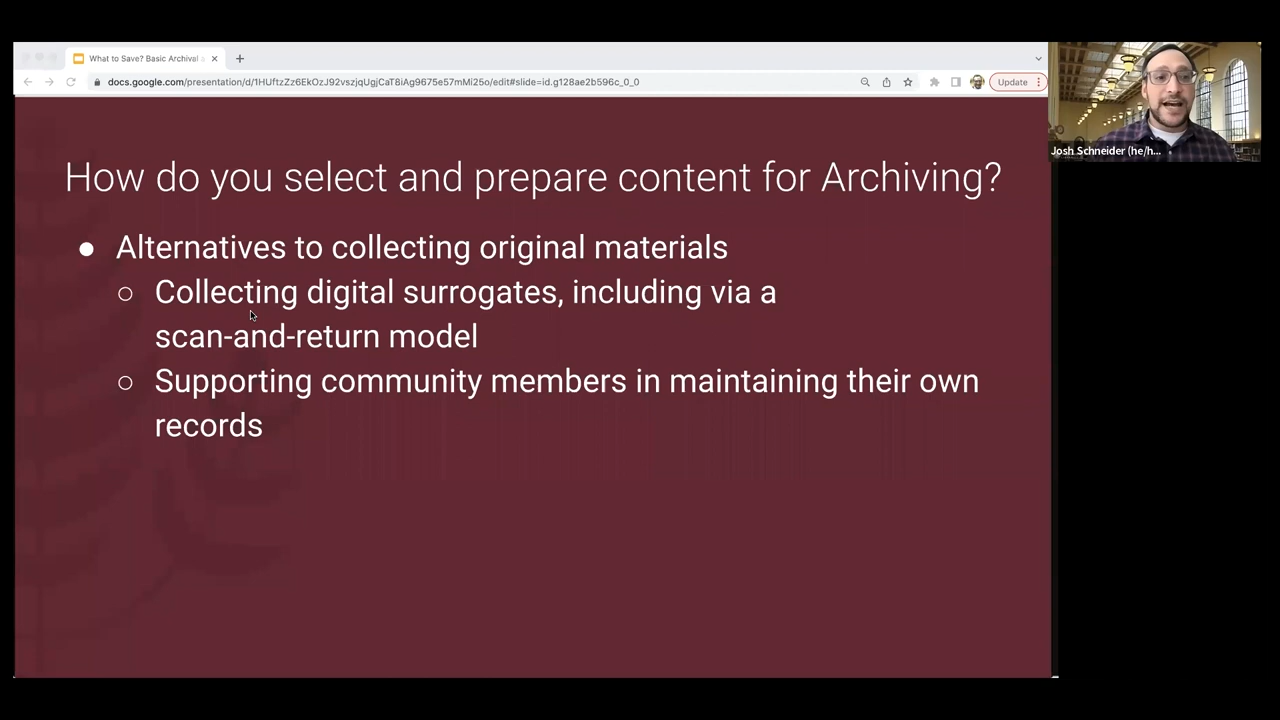 What to Save? Basic Archival
docs.google.com/presentation/d/1HUftzZz6EkOzJ92vszjqUgjCaT8iAg9675e57mMi25o/edit#slide=id.g128ae2b596c_0_0
Update
Josh Schneider (he/h...
How do you select and prepare content for Archiving?
Alternatives to collecting original materials
Collecting digital surrogates, including via a
scan-and-return model
Supporting community members in maintaining their own
records